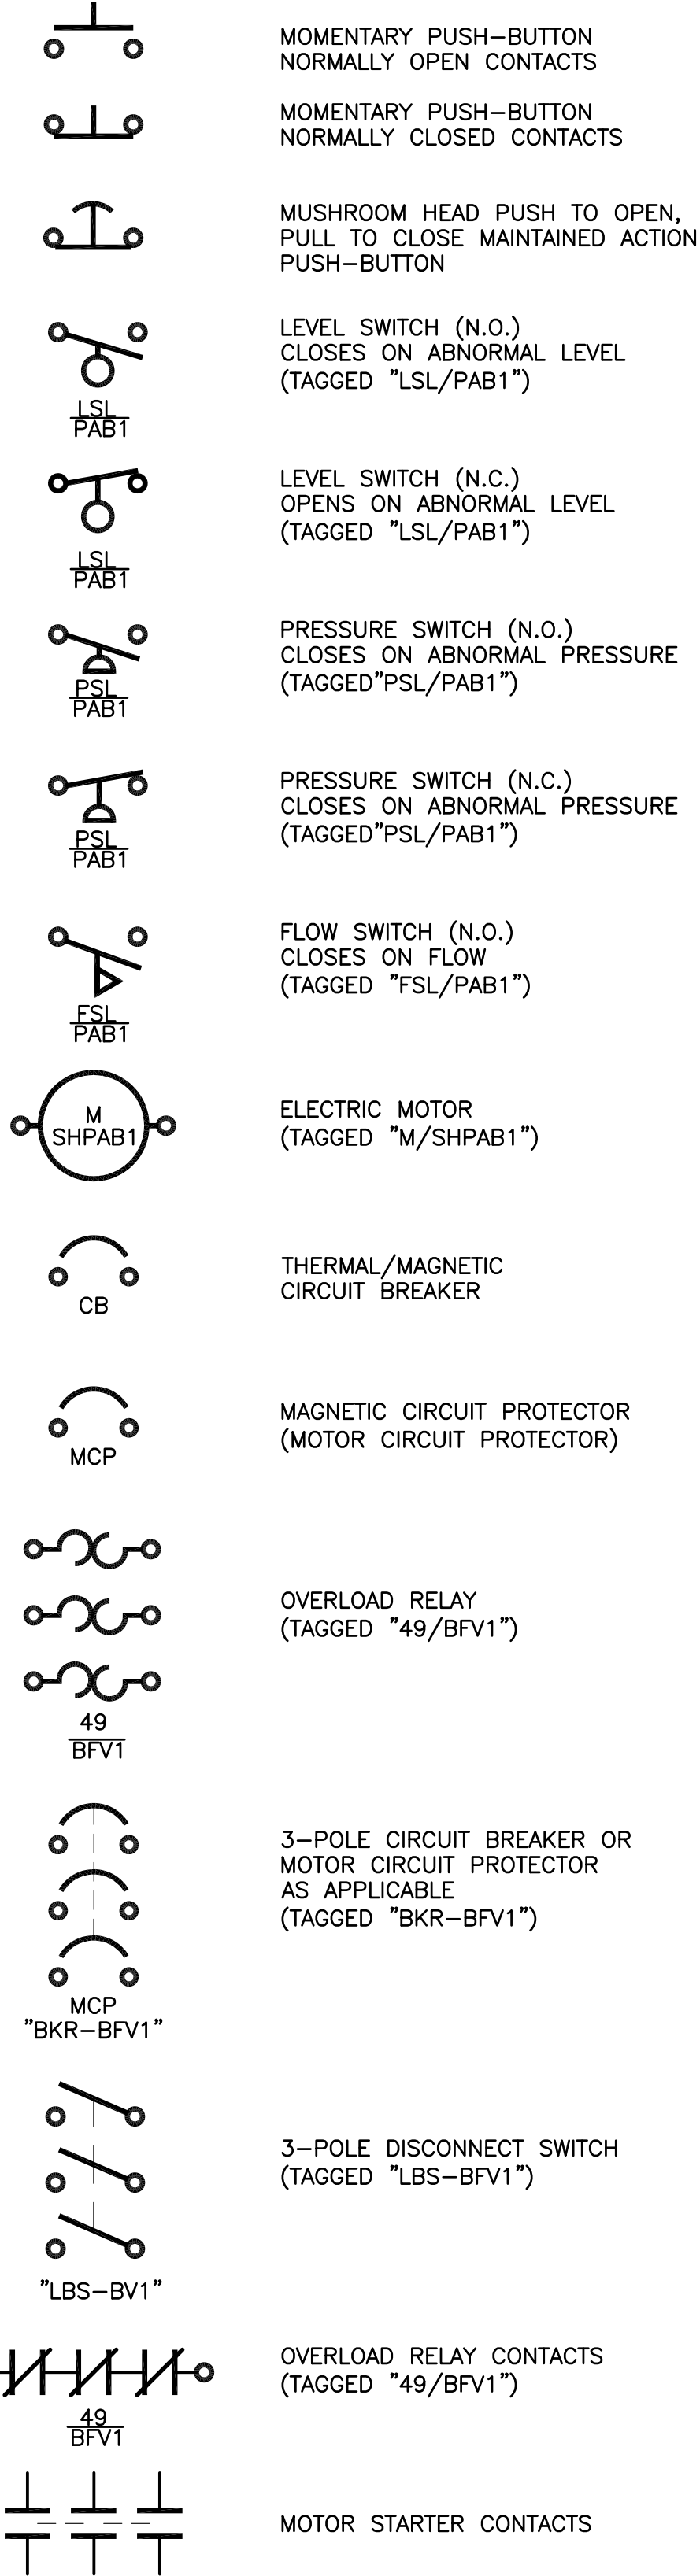 MOMENTARY PUSH-BUTTON
NORMALLY OPEN CONTACTS
MOMENTARY PUSH-BUTTON
NORMALLY CLOSED CONTACTS
MUSHROOM HEAD PUSH TO OPEN,
PULL TO CLOSE MAINTAINED ACTION
PUSH-BUTTON
LEVEL SWITCH (N.O.)
CLOSES ON ABNORMAL LEVEL
(TAGGED "LSL/PAB1")
LSL
PAB1
LEVEL SWITCH (N.C.)
OPENS ON ABNORMAL LEVEL
(TAGGED "LSL/PAB1")
LSL
PAB1
PRESSURE SWITCH (N.O.)
CLOSES ON ABNORMAL PRESSURE
(TAGGED"PSL/PAB1")
PSL
PAB1
PRESSURE SWITCH (N.C.)
CLOSES ON ABNORMAL PRESSURE
(TAGGED"PSL/PAB1")
PSL
PAB1
FLOW SWITCH (N.O.)
CLOSES ON FLOW
(TAGGED "FSL/PAB1")
FSL
PAB1
M
SHPAB1
ELECTRIC MOTOR
(TAGGED "M/SHPAB1")
THERMAL/MAGNETIC
CIRCUIT BREAKER
CB
MAGNETIC CIRCUIT PROTECTOR
(MOTOR CIRCUIT PROTECTOR)
MCP
OVERLOAD RELAY
(TAGGED "49/BFV1")
49
BFV1
3-POLE CIRCUIT BREAKER OR
MOTOR CIRCUIT PROTECTOR
AS APPLICABLE
(TAGGED "BKR-BFV1")
MCP
"BKR-BFV1"
3-POLE DISCONNECT SWITCH
(TAGGED "LBS-BFV1")
"LBS-BV1"
OVERLOAD RELAY CONTACTS
(TAGGED "49/BFV1")
49
BFV1
MOTOR STARTER CONTACTS